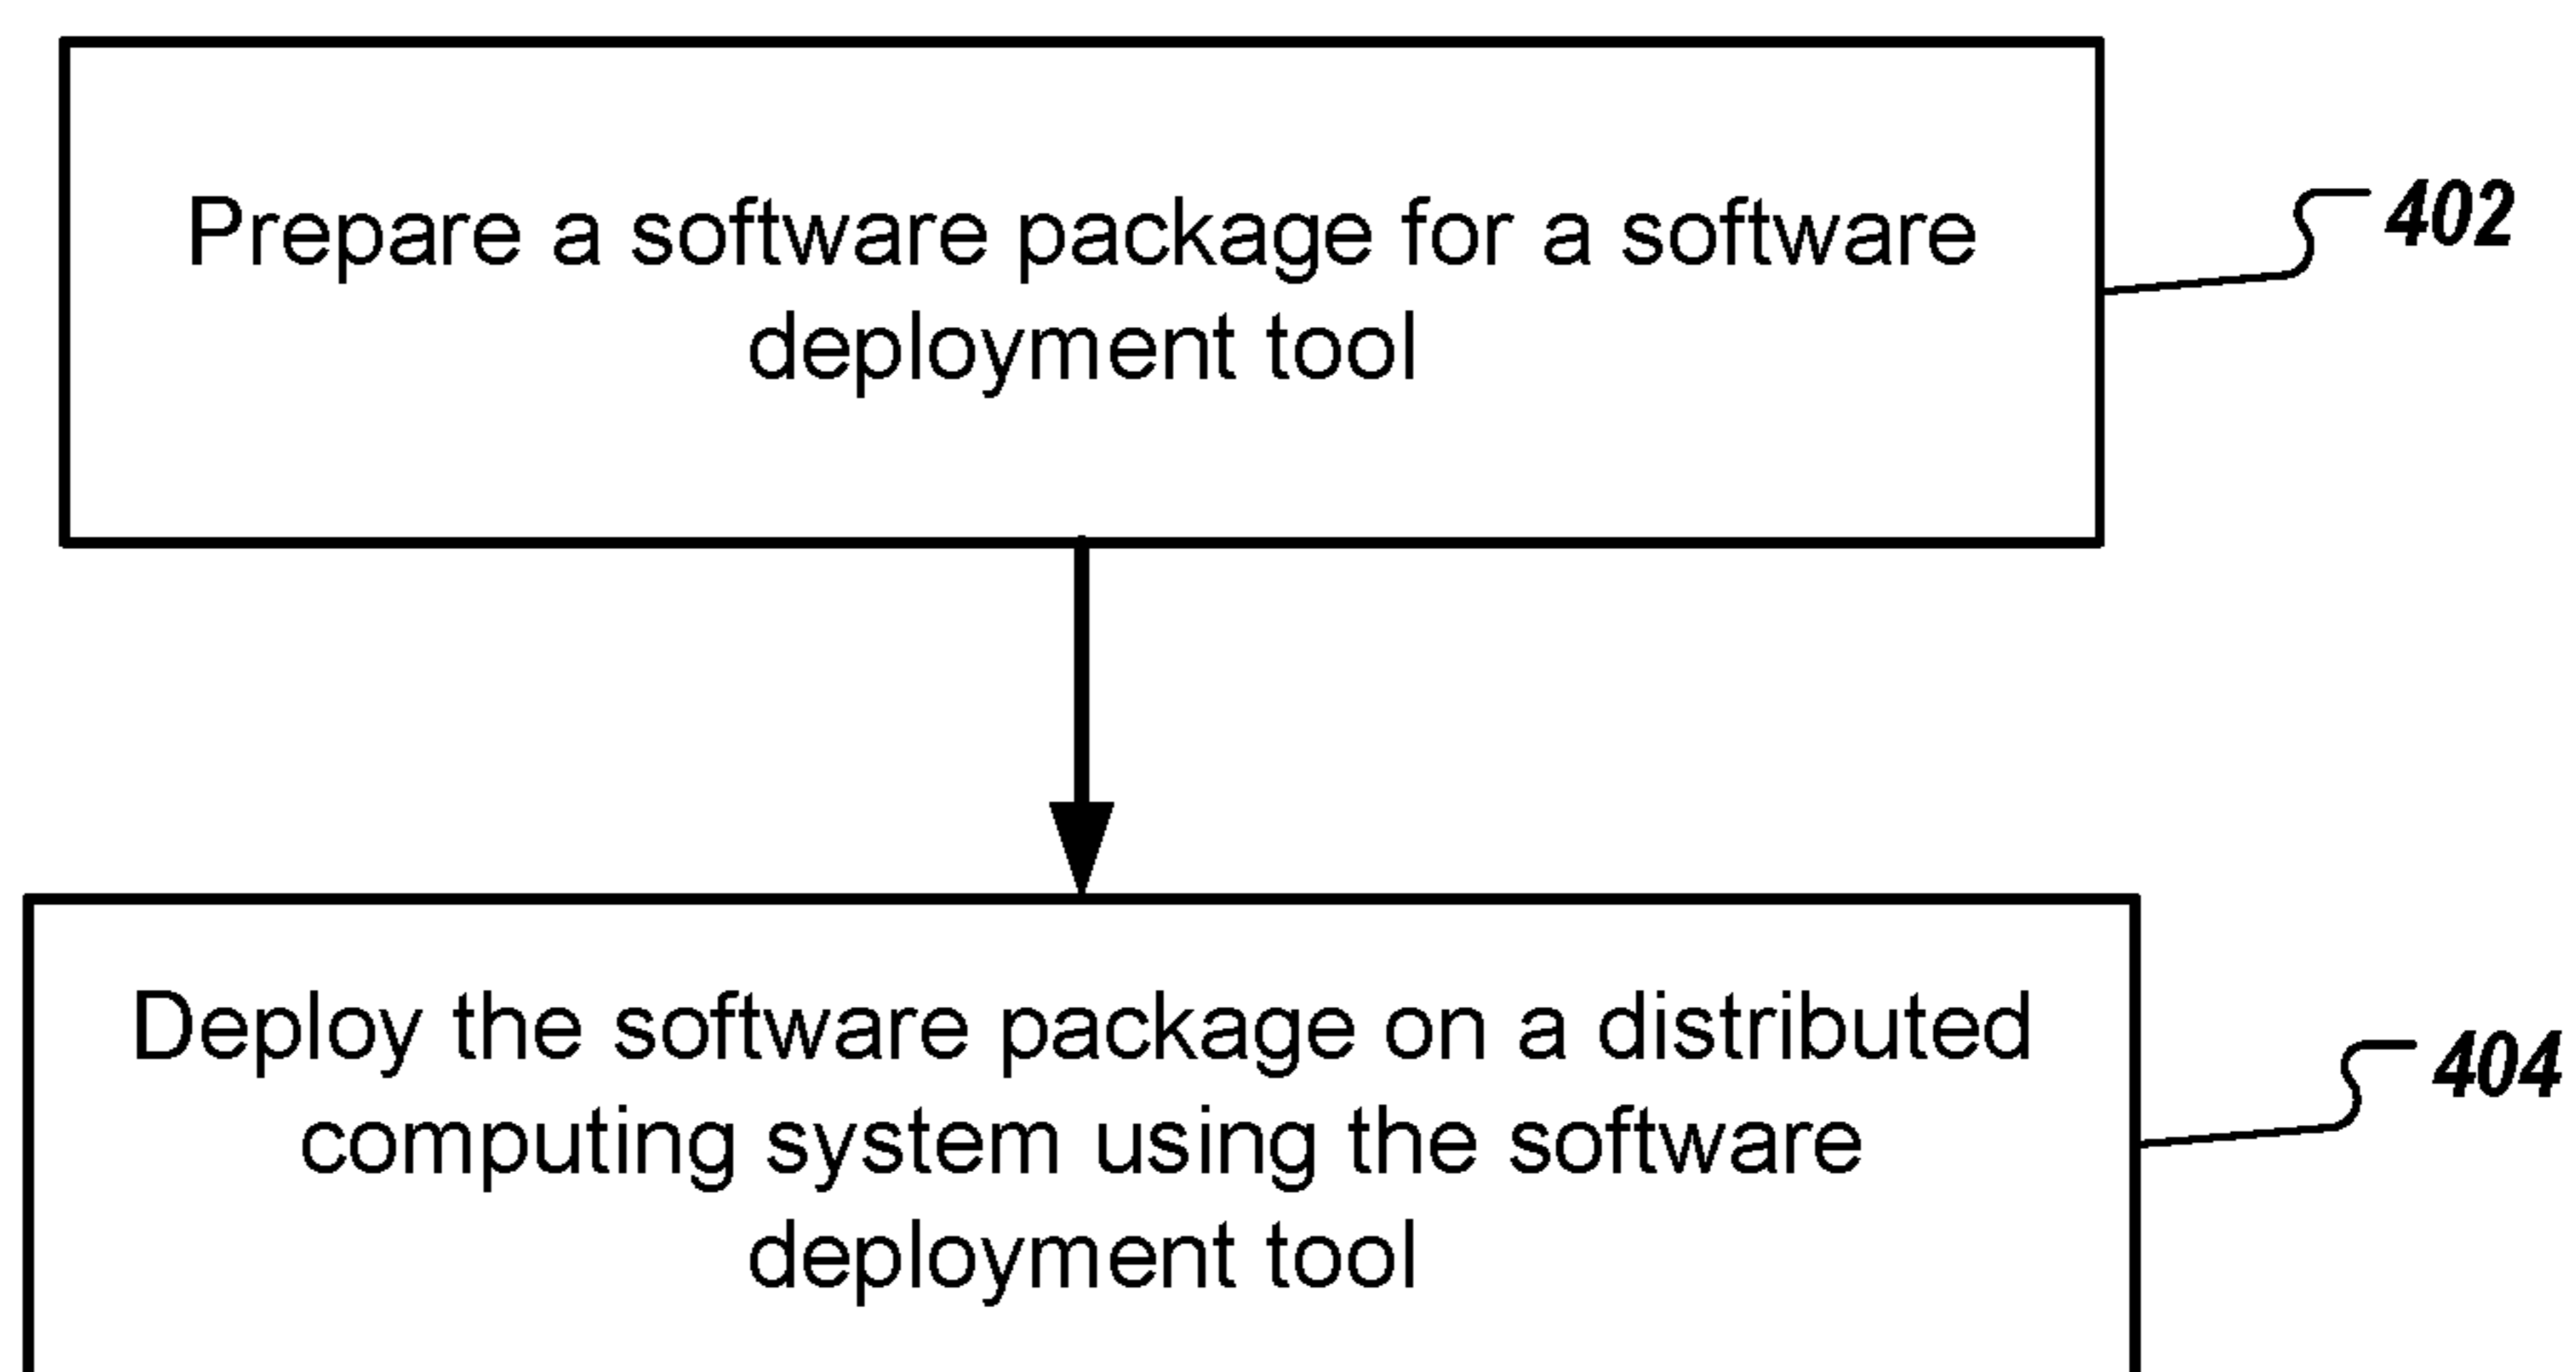 Prepare a software package for a software
deployment tool
402
Deploy the software package on a distributed
computing system using the software
deployment tool
404